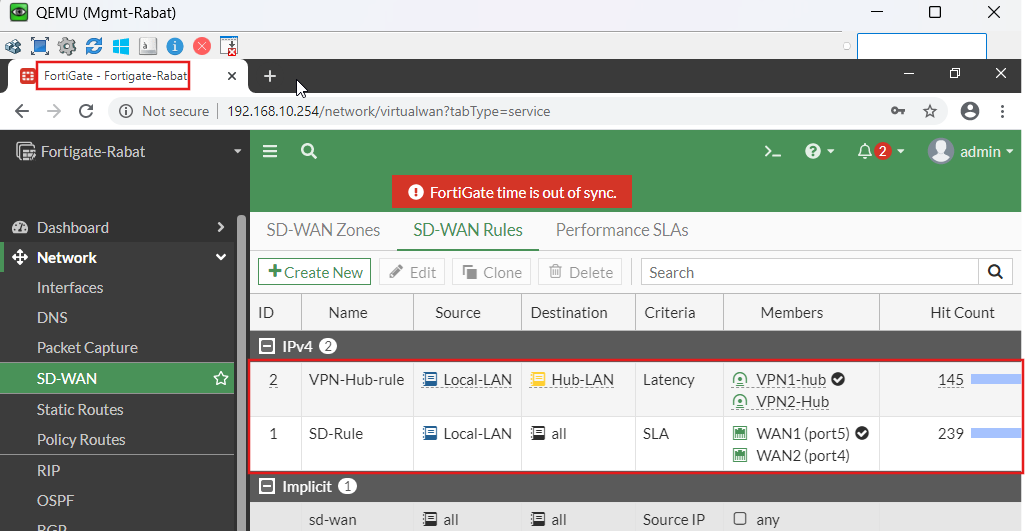 QEMU (Mgmt-Rabat)
FortiGate - Fortigate-Rabat
Not secure 192.168.10.254/network/virtualwan?tabType=service
Fortigate-Rabat
>_ ? 2 admin
FortiGate time is out of sync.
Dashboard
Network
Interfaces
DNS
Packet Capture
SD-WAN
Static Routes
Policy Routes
RIP
OSPF
BGP
SD-WAN Zones SD-WAN Rules Performance SLAs
+Create New Edit Clone Delete Search
ID Name Source Destination Criteria Members Hit Count
IPv4 2
2 VPN-Hub-rule Local-LAN Hub-LAN Latency VPN1-hub 145
VPN2-Hub
1 SD-Rule Local-LAN all SLA WAN1 (port5) 239
WAN2 (port4)
Implicit 1
sd-wan all all Source IP any